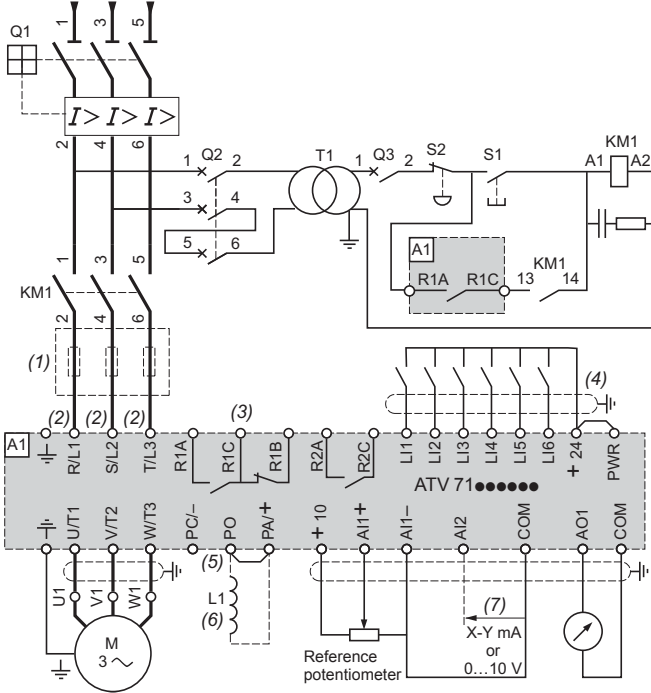 Q1
1 3 5
I> I> I>
2 4 6
1 Q2 2
3 4
5 6
T1
1 Q3 2
S2
S1
KM1
A1 A2
A1
R1A R1C
13 KM1 14
1 3 5
KM1
2 4 6
(1)
(2) (2) (2)
(3)
(4)
A1
R/L1 S/L2 T/L3 R1A R1C R1B R2A R2C LI1 LI2 LI3 LI4 LI5 LI6 +24 PWR
ATV 71●●●●●●
U/T1 V/T2 W/T3 PC/– PO PA/+ +10 AI1+ AI1– AI2 COM AO1 COM
(5)
U1 V1 W1
L1
(6)
M
3 ~
(7)
X-Y mA
or
0...10 V
Reference
potentiometer